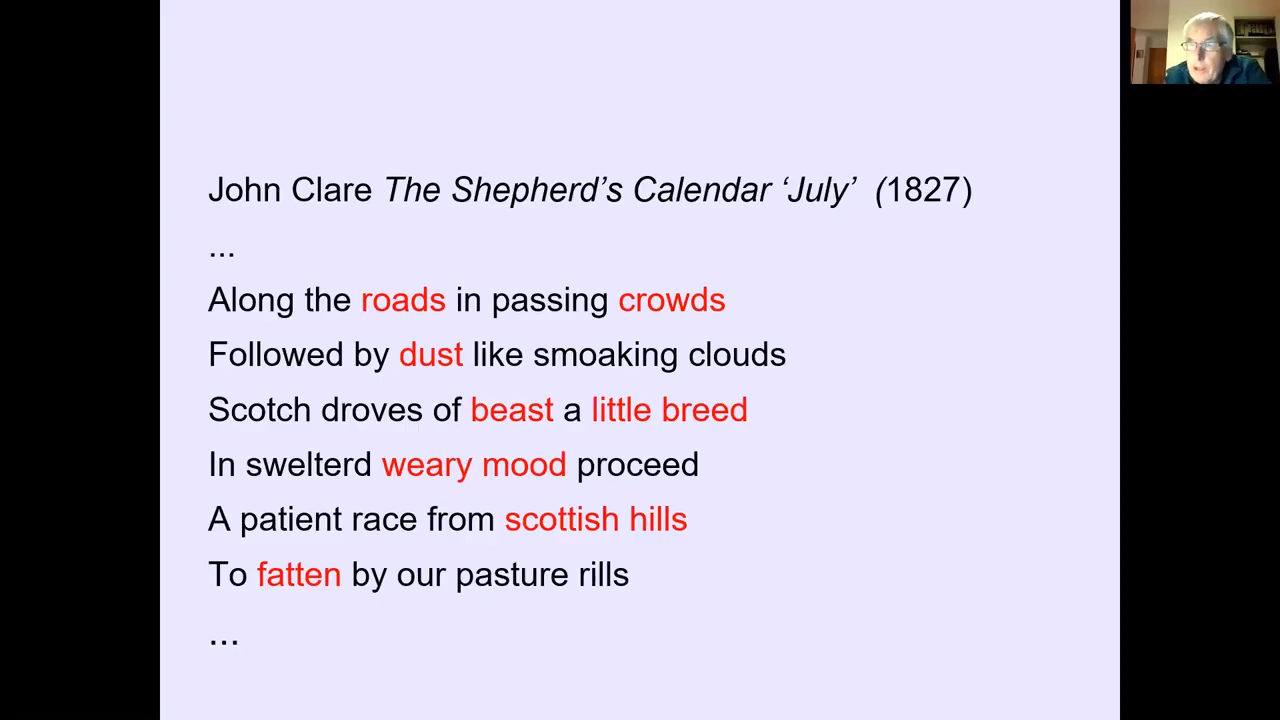 John Clare The Shepherd’s Calendar ‘July’ (1827)
...
Along the roads in passing crowds
Followed by dust like smoaking clouds
Scotch droves of beast a little breed
In swelterd weary mood proceed
A patient race from scottish hills
To fatten by our pasture rills
...